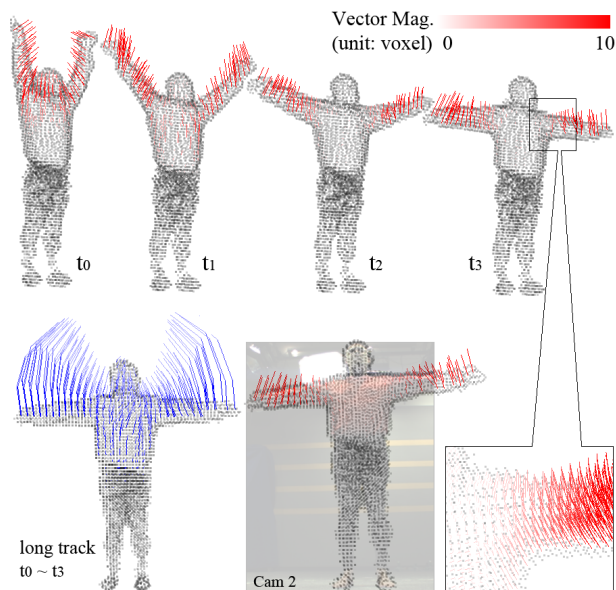 Vector Mag.
(unit: voxel) 0 10
t0
t1
t2
t3
long track
t0 ~ t3
Cam 2